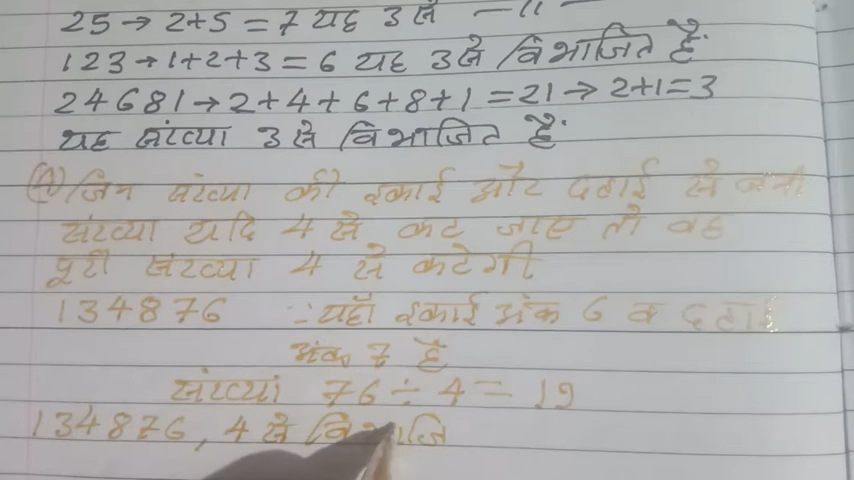 25 → 2+5 = 7 यह 3 से — 11 —
123 → 1+2+3 = 6 यह 3 से विभाजित है.
24681 → 2+4+6+8+1 = 21 → 2+1=3
यह संख्या 3 से विभाजित है.
जिस संख्या की इकाई और दहाई से बनी
संख्या यदि 4 से कट जाए तो वह
पूरी संख्या 4 से कटेगी
134876 ∴ यहाँ इकाई अंक 6 व दहाई
अंक 7 है
संख्या 76 ÷ 4 = 19
134876, 4 से विभाजि